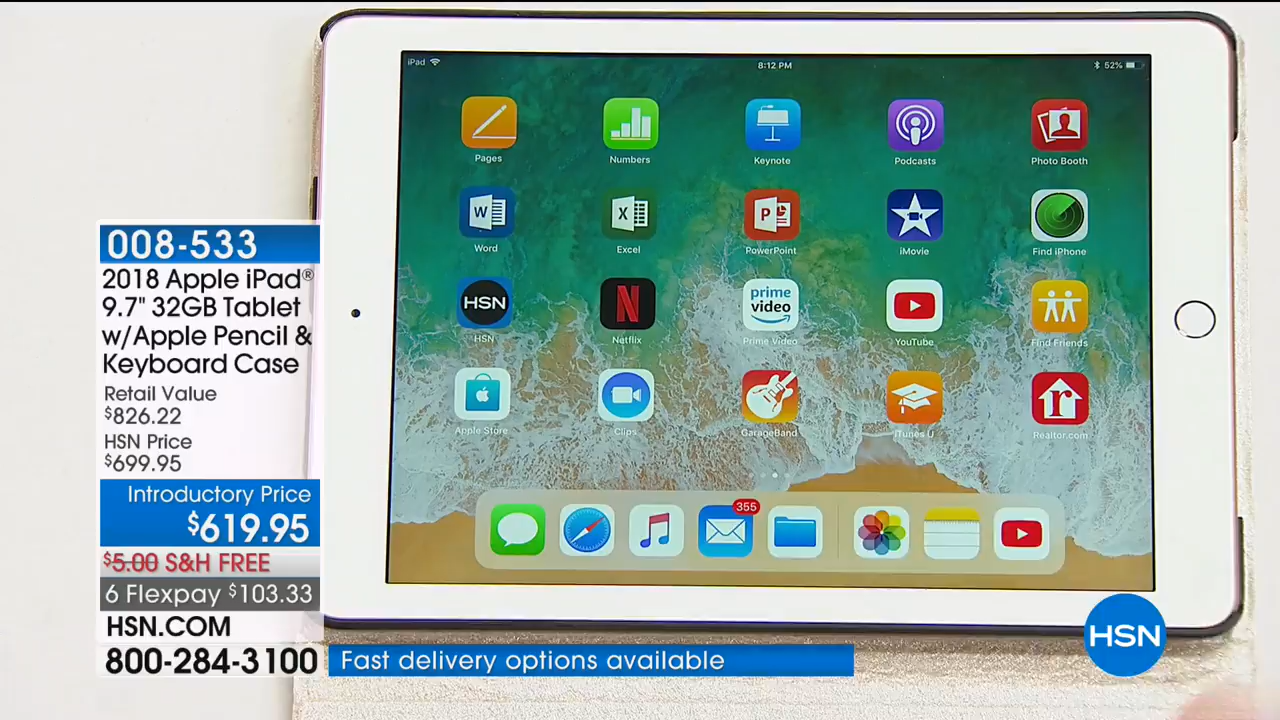 008-533
2018 Apple iPad®
9.7" 32GB Tablet
w/Apple Pencil &
Keyboard Case
Retail Value
$826.22
HSN Price
$699.95
Introductory Price
$619.95
$5.00 S&H FREE
6 Flexpay $103.33
HSN.COM
800-284-3100
Fast delivery options available
HSN
iPad 8:12 PM 52%
Pages Numbers Keynote Podcasts Photo Booth
W X P
Word Excel PowerPoint iMovie Find iPhone
HSN N prime video
HSN Netflix Prime Video YouTube Find Friends
r
Apple Store Clips GarageBand iTunes U Realtor.com
355